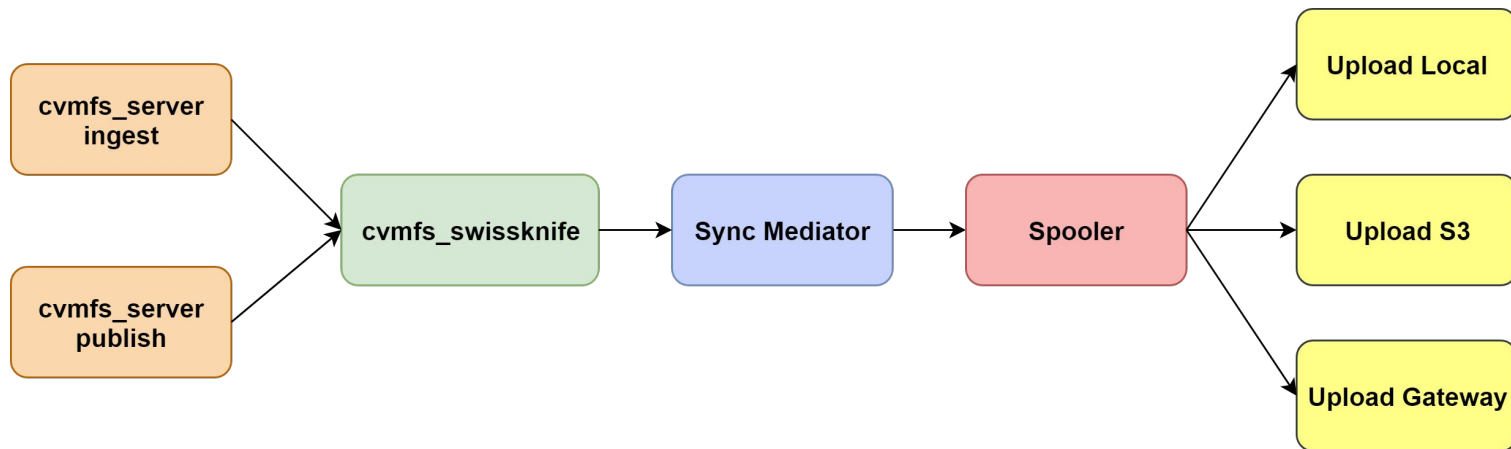 cvmfs_server
ingest
cvmfs_server
publish
cvmfs_swissknife
Sync Mediator
Spooler
Upload Local
Upload S3
Upload Gateway